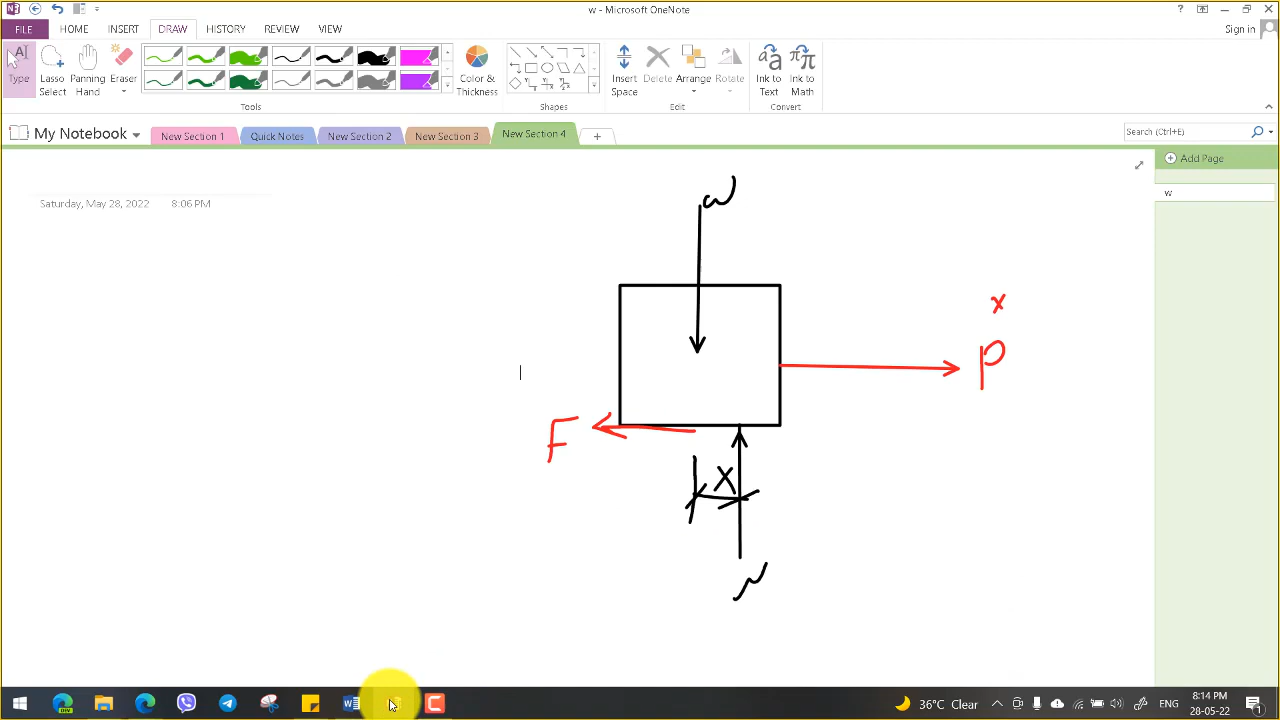 w - Microsoft OneNote
?
Sign in
FILE
HOME
INSERT
DRAW
HISTORY
REVIEW
VIEW
Type
Lasso Select
Panning Hand
Eraser
Color & Thickness
Insert Space
Delete
Arrange
Rotate
Ink to Text
Ink to Math
Tools
Shapes
Edit
Convert
My Notebook
New Section 1
Quick Notes
New Section 2
New Section 3
New Section 4
+
Search (Ctrl+E)
Add Page
w
Saturday, May 28, 2022
8:06 PM
W
x
P
F
X
N
36°C Clear
ENG
8:14 PM
28-05-22